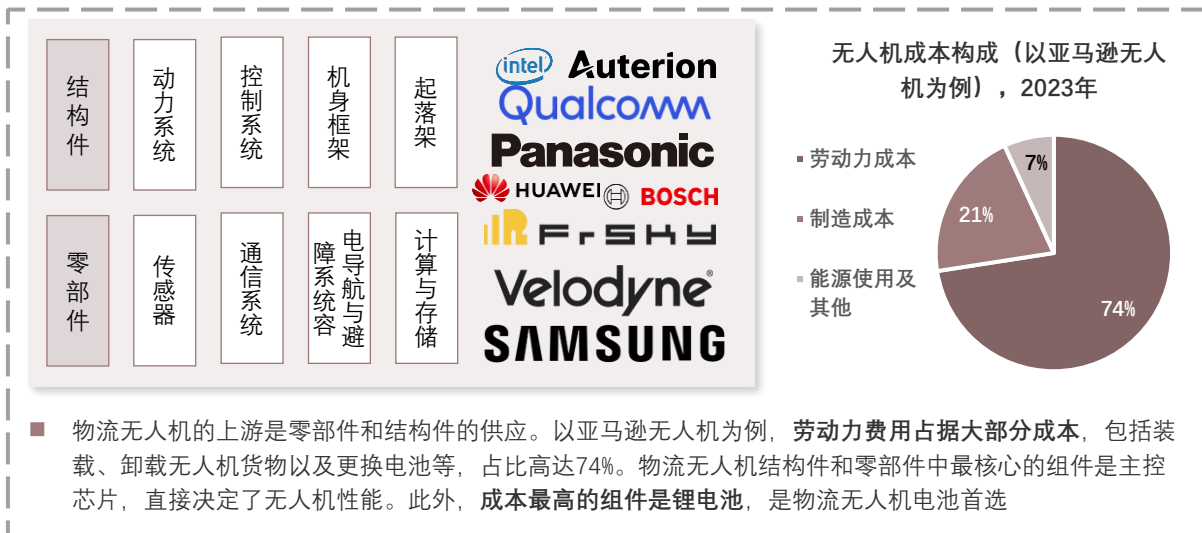 结构件
动力系统
控制系统
机身框架
起落架
零部件
传感器
通信系统
电导航与避
障系统容
计算与存储
intel Auterion
Qualcomm
Panasonic
HUAWEI BOSCH
FrSKY
Velodyne®
SAMSUNG
无人机成本构成（以亚马逊无人
机为例），2023年
劳动力成本
制造成本
能源使用及
其他
7%
21%
74%
物流无人机的上游是零部件和结构件的供应。以亚马逊无人机为例，劳动力费用占据大部分成本，包括装
载、卸载无人机货物以及更换电池等，占比高达74%。物流无人机结构件和零部件中最核心的组件是主控
芯片，直接决定了无人机性能。此外，成本最高的组件是锂电池，是物流无人机电池首选